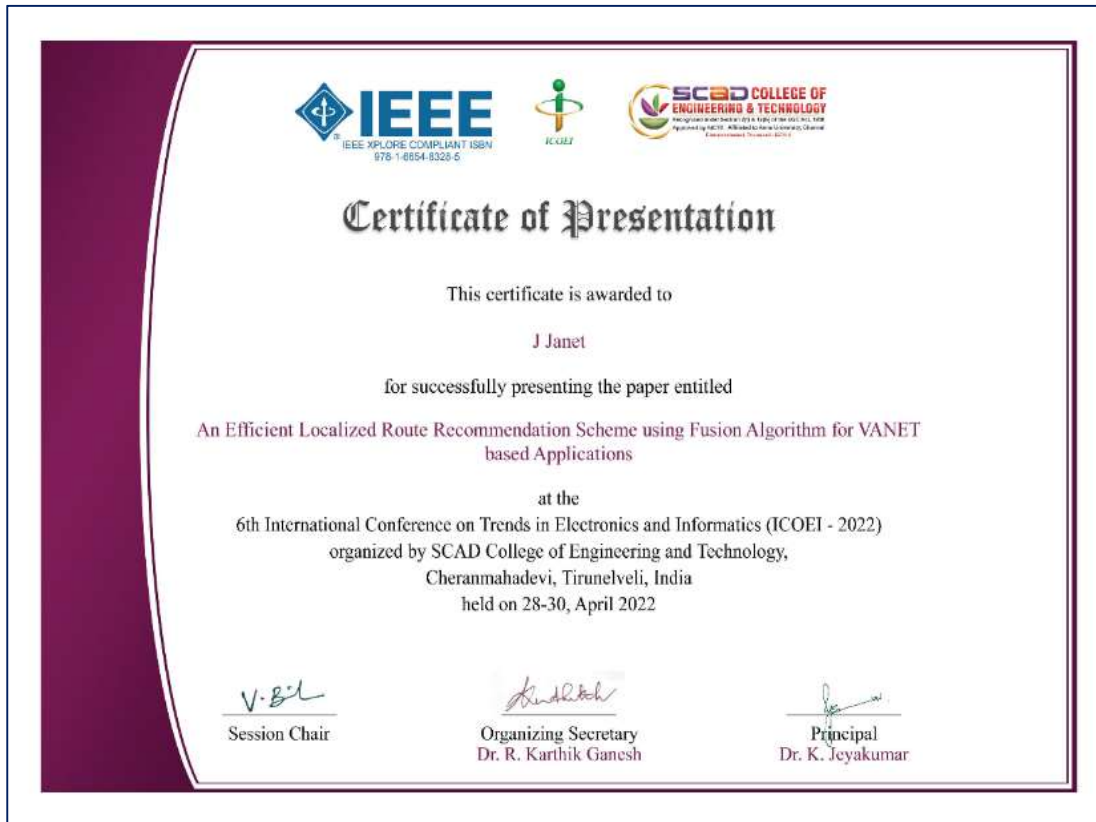 IEEE
IEEE XPLORE COMPLIANT ISBN
978-1-6654-8328-5
ICOEI
SCAD COLLEGE OF
ENGINEERING & TECHNOLOGY
Certificate of Presentation
This certificate is awarded to
J Janet
for successfully presenting the paper entitled
An Efficient Localized Route Recommendation Scheme using Fusion Algorithm for VANET
based Applications
at the
6th International Conference on Trends in Electronics and Informatics (ICOEI - 2022)
organized by SCAD College of Engineering and Technology,
Cheranmahadevi, Tirunelveli, India
held on 28-30, April 2022
Session Chair
Organizing Secretary
Dr. R. Karthik Ganesh
Principal
Dr. K. Jeyakumar